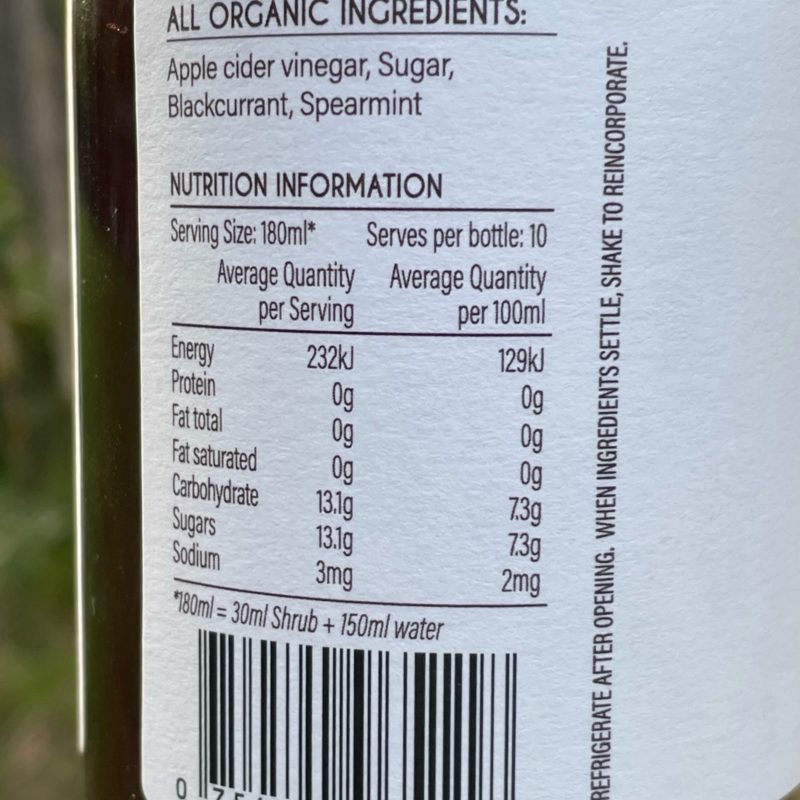 ALL ORGANIC INGREDIENTS:
Apple cider vinegar, Sugar,
Blackcurrant, Spearmint
NUTRITION INFORMATION
Serving Size: 180ml* Serves per bottle: 10
Average Quantity Average Quantity
per Serving per 100ml
Energy 232kJ 129kJ
Protein 0g 0g
Fat total 0g 0g
Fat saturated 0g 0g
Carbohydrate 13.1g 7.3g
Sugars 13.1g 7.3g
Sodium 3mg 2mg
*180ml = 30ml Shrub + 150ml water
REFRIGERATE AFTER OPENING. WHEN INGREDIENTS SETTLE, SHAKE TO REINCORPORATE.